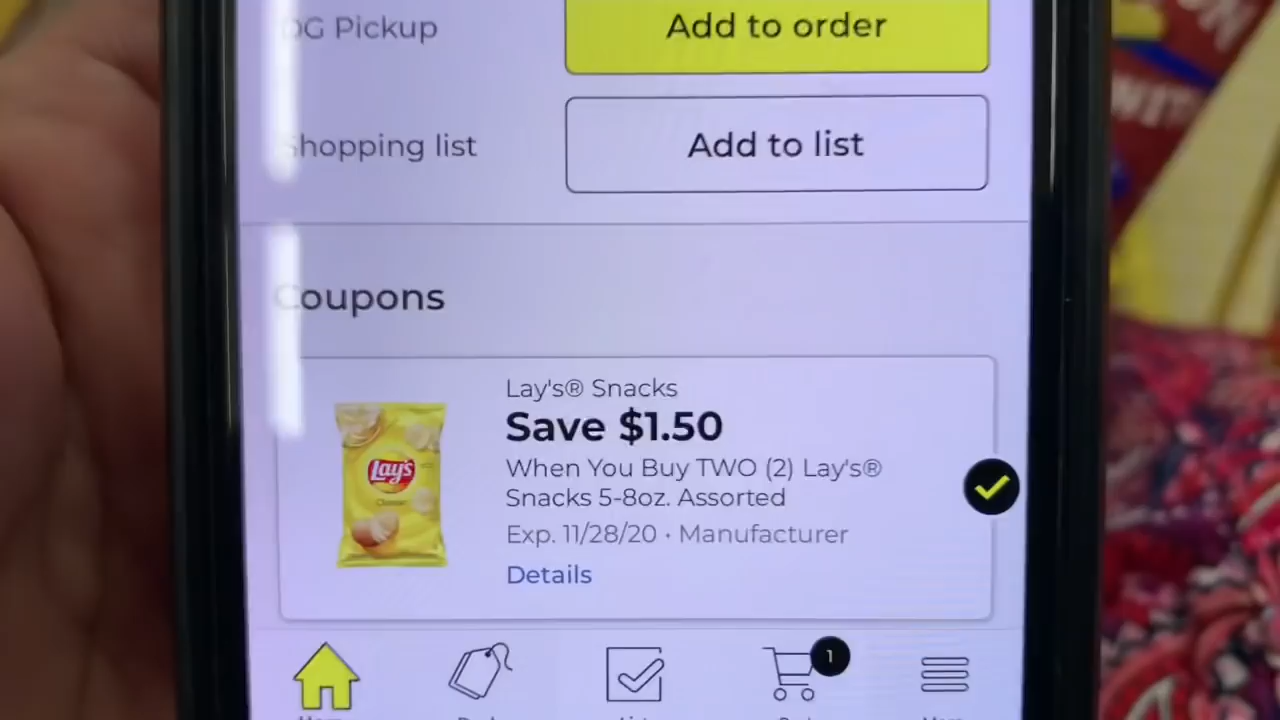 DG Pickup
Add to order
Shopping list
Add to list
Coupons
Lay's® Snacks
Save $1.50
When You Buy TWO (2) Lay's®
Snacks 5-8oz. Assorted
Exp. 11/28/20 • Manufacturer
Details
Lay's
Classic
1